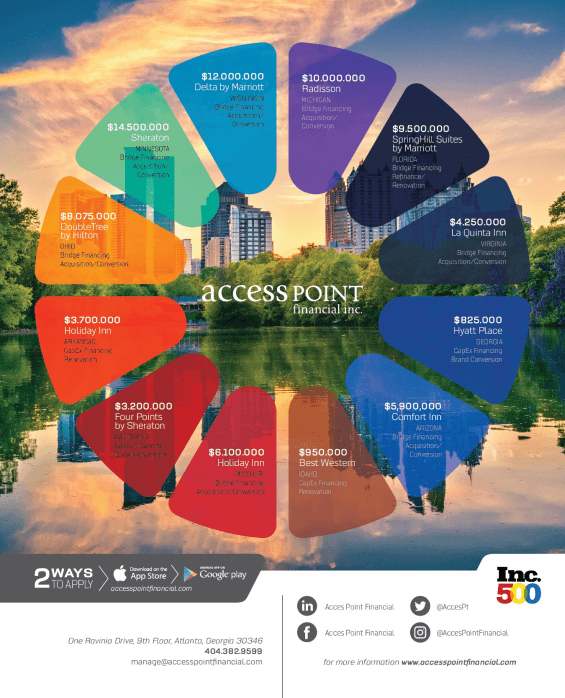 $12.000.000
Delta by Marriott
WISCONSIN
Bridge Financing
Acquisition/
Conversion
$10.000.000
Radisson
MICHIGAN
Bridge Financing
Acquisition/
Conversion
$9.500.000
SpringHill Suites
by Marriott
FLORIDA
Bridge Financing
Refinance/
Renovation
$4.250.000
La Quinta Inn
VIRGINIA
Bridge Financing
Acquisition/Conversion
$825.000
Hyatt Place
GEORGIA
CapEx Financing
Brand Conversion
$5,900,000
Comfort Inn
ARIZONA
Bridge Financing
Acquisition/
Conversion
$950.000
Best Western
IDAHO
CapEx Financing
Renovation
$6.100.000
Holiday Inn
Bridge Financing
Acquisition/Conversion
$3.200.000
Four Points
by Sheraton
$3.700.000
Holiday Inn
ARKANSAS
CapEx Financing
Renovation
$8,075.000
DoubleTree
by Hilton
OHIO
Bridge Financing
Acquisition/Conversion
$14.500.000
Sheraton
MINNESOTA
Bridge Financing
Acquisition/
Conversion
access POINT
financial inc.
2 WAYS
TO APPLY
Download on the
App Store
ANDROID APP ON
Google play
accesspointfinancial.com
Inc.
500
Acces Point Financial
@AccesPt
Acces Point Financial
@AccesPointFinancial
One Ravinia Drive, 9th Floor, Atlanta, Georgia 30346
404.382.9599
manage@accesspointfinancial.com
for more information www.accesspointfinancial.com